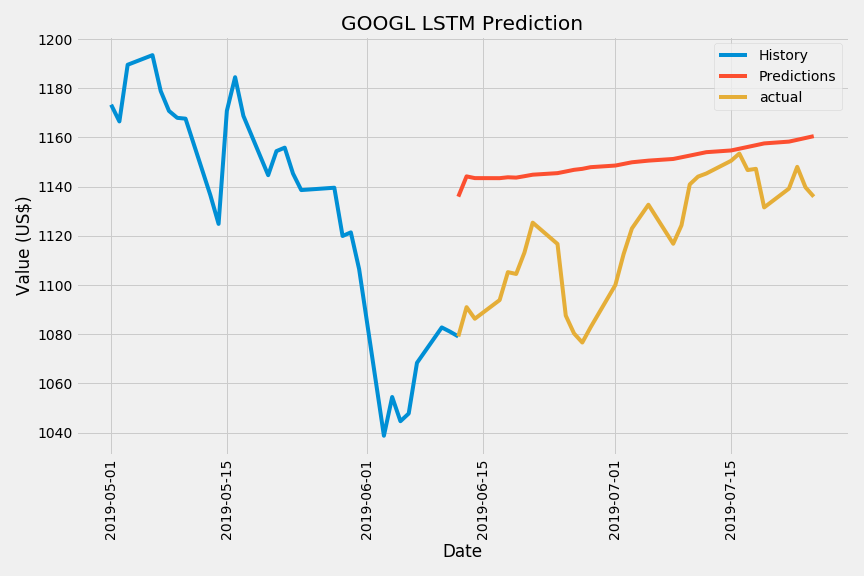 GOOGL LSTM Prediction
History
Predictions
actual
Value (US$)
1200
1180
1160
1140
1120
1100
1080
1060
1040
2019-05-01
2019-05-15
2019-06-01
2019-06-15
2019-07-01
2019-07-15
Date